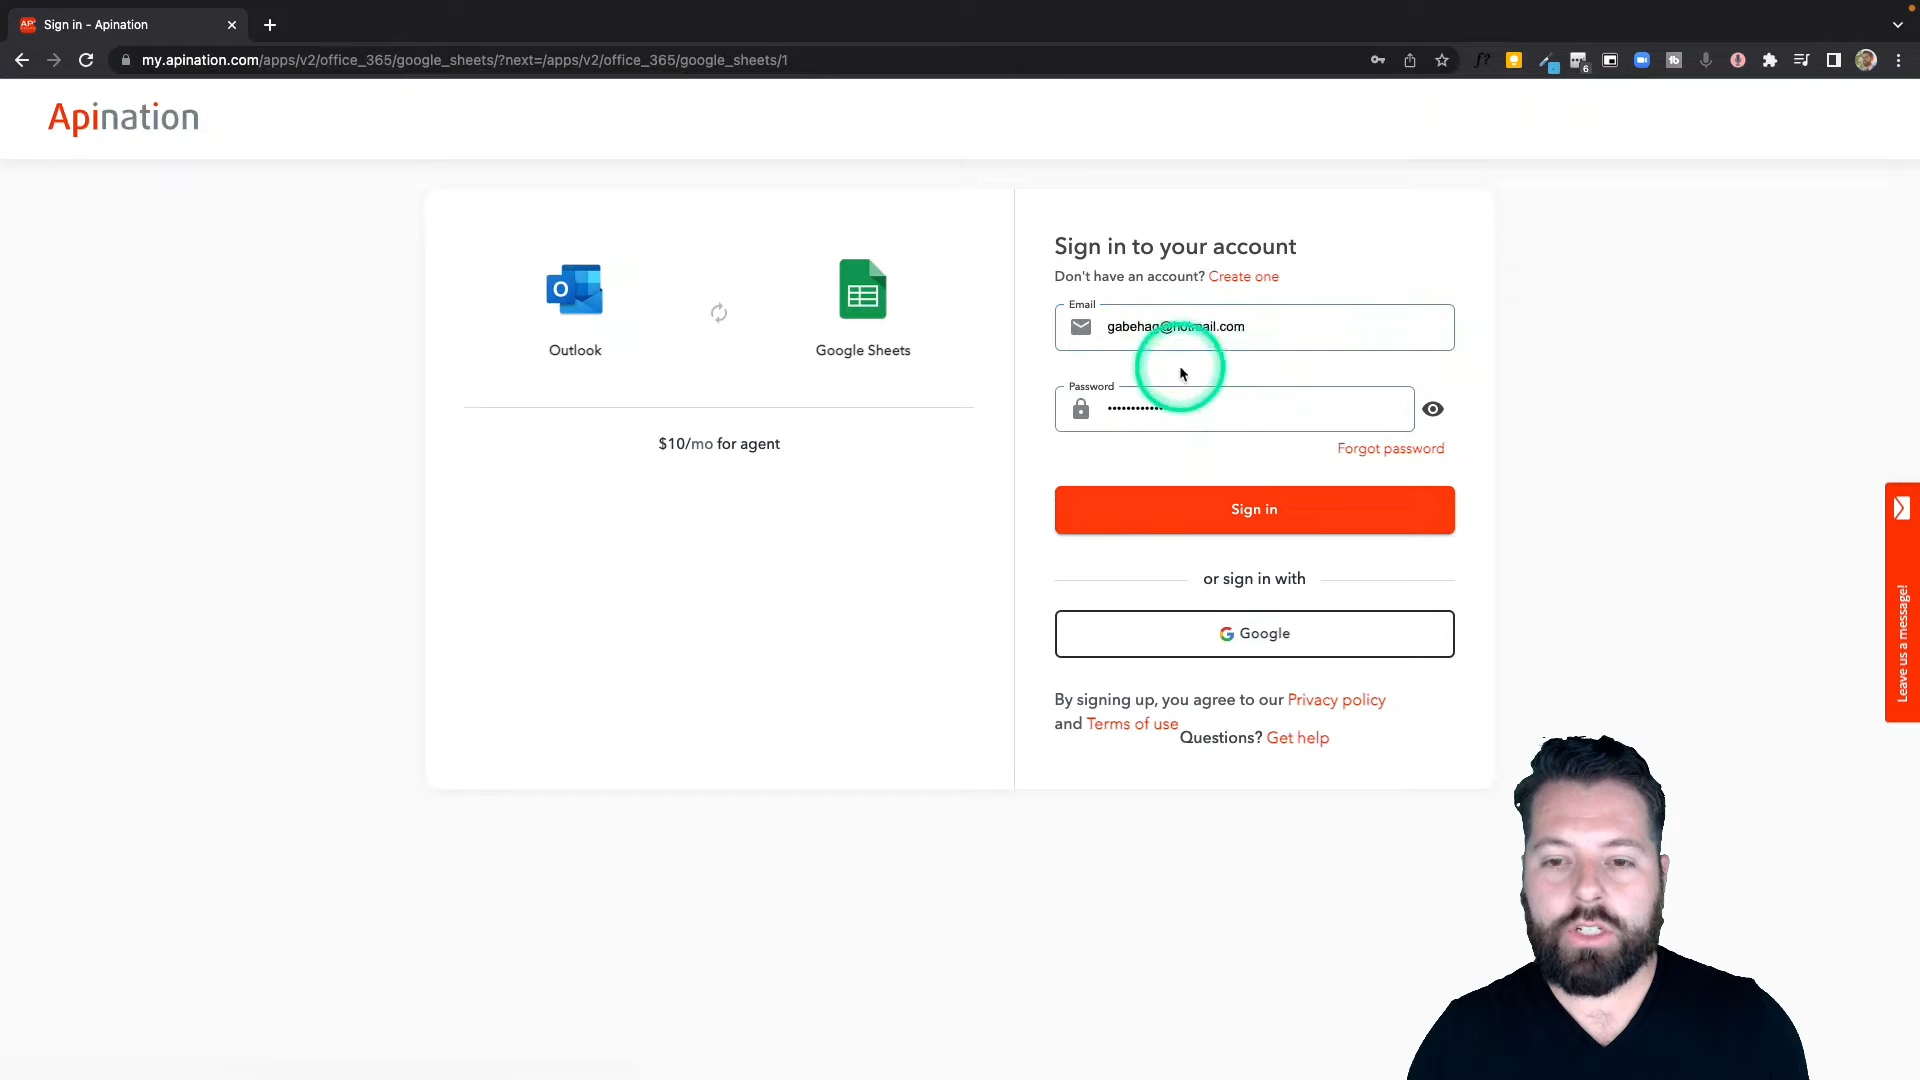 Sign in - Apination
my.apination.com/apps/v2/office_365/google_sheets/?next=/apps/v2/office_365/google_sheets/1
Apination
Outlook
Google Sheets
$10/mo for agent
Sign in to your account
Don't have an account? Create one
Email
gabehag@hotmail.com
Password
Forgot password
Sign in
or sign in with
Google
By signing up, you agree to our Privacy policy
and Terms of use
Questions? Get help
Leave us a message!